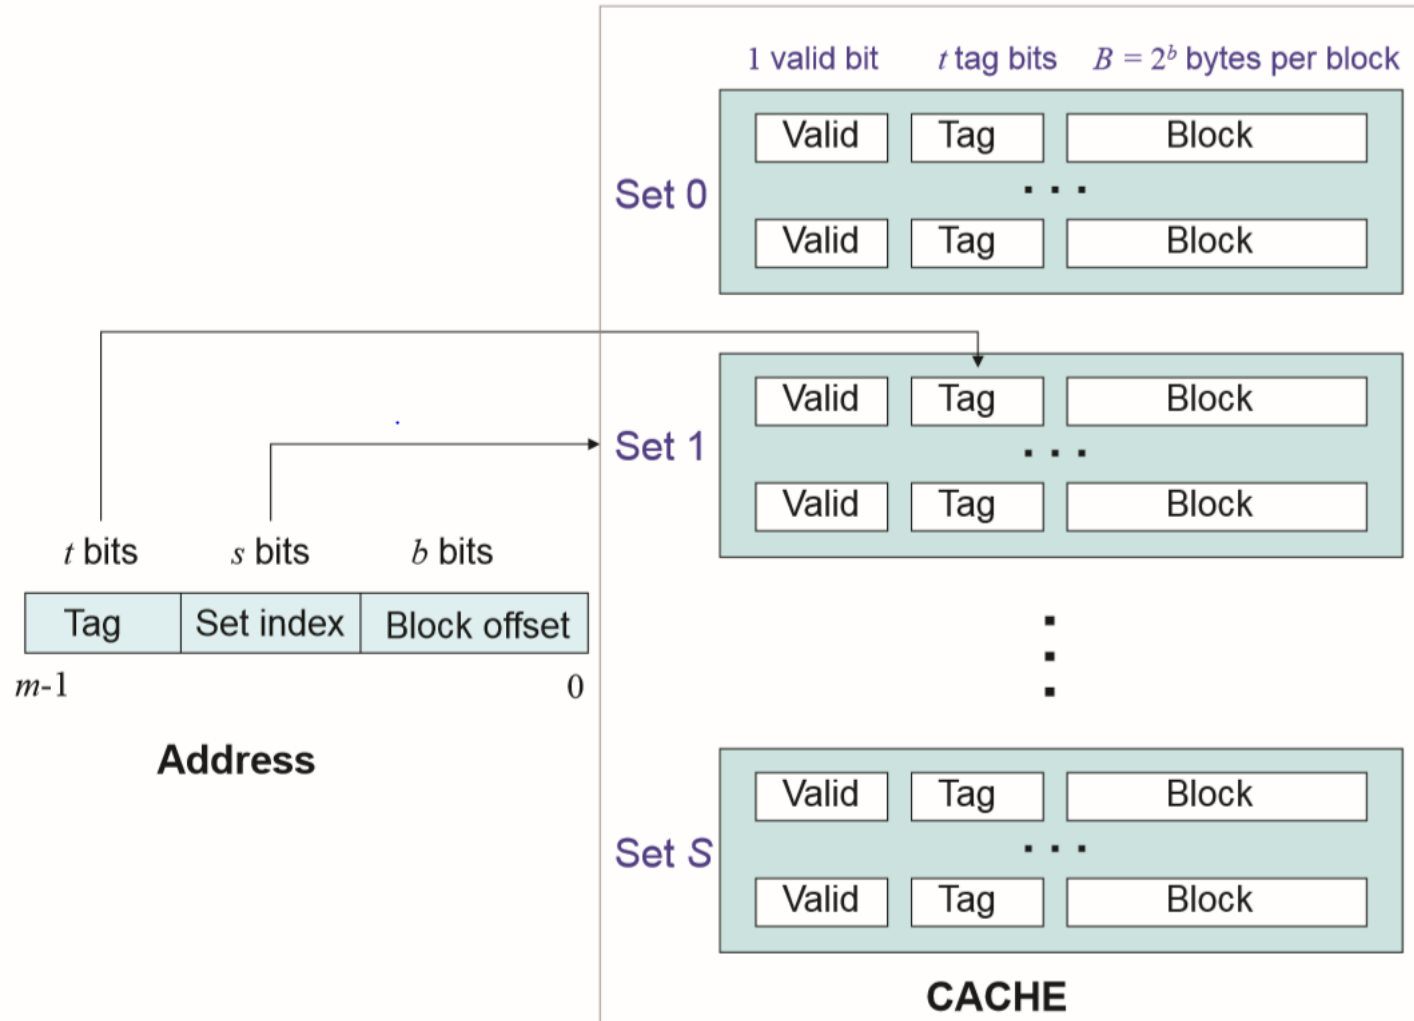 1 valid bit t tag bits B = 2^b bytes per block
Valid Tag Block
Set 0 . . .
Valid Tag Block
Valid Tag Block
Set 1 . . .
Valid Tag Block
t bits s bits b bits
Tag Set index Block offset
m-1 0
Address
Valid Tag Block
Set S . . .
Valid Tag Block
CACHE